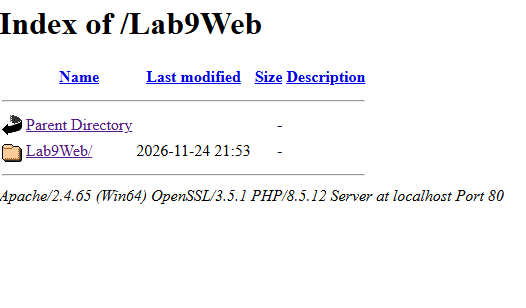 Index of /Lab9Web
Name Last modified Size Description
Parent Directory -
Lab9Web/ 2026-11-24 21:53 -
Apache/2.4.65 (Win64) OpenSSL/3.5.1 PHP/8.5.12 Server at localhost Port 80